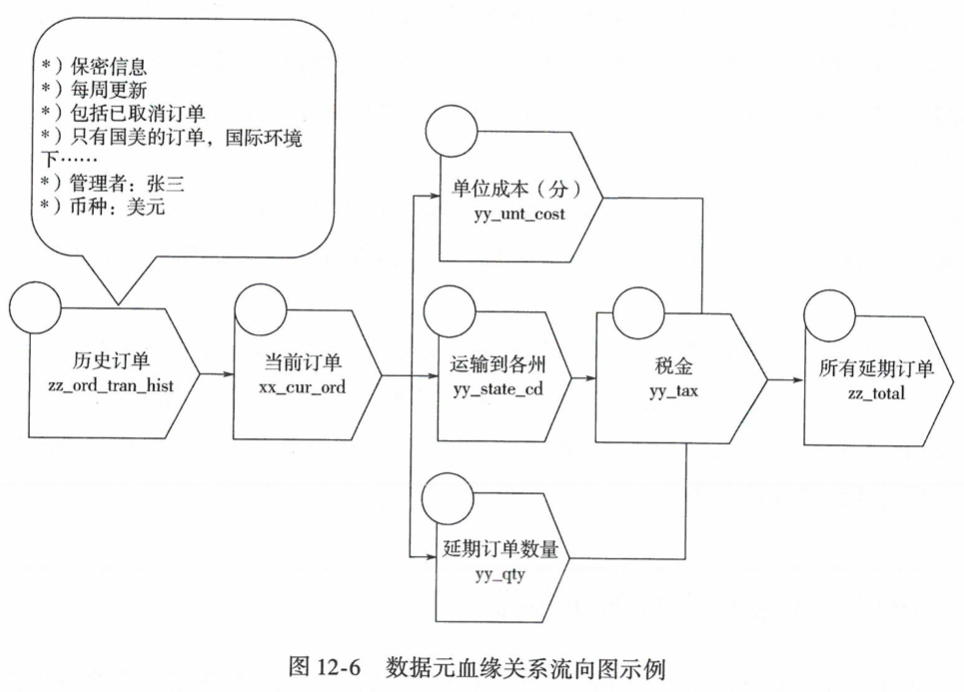 *）保密信息
*）每周更新
*）包括已取消订单
*）只有国美的订单，国际环境
下……
*）管理者：张三
*）币种：美元
单位成本（分）
yy_unt_cost
历史订单
zz_ord_tran_hist
当前订单
xx_cur_ord
运输到各州
yy_state_cd
税金
yy_tax
所有延期订单
zz_total
延期订单数量
yy_qty
图 12-6 数据元血缘关系流向图示例